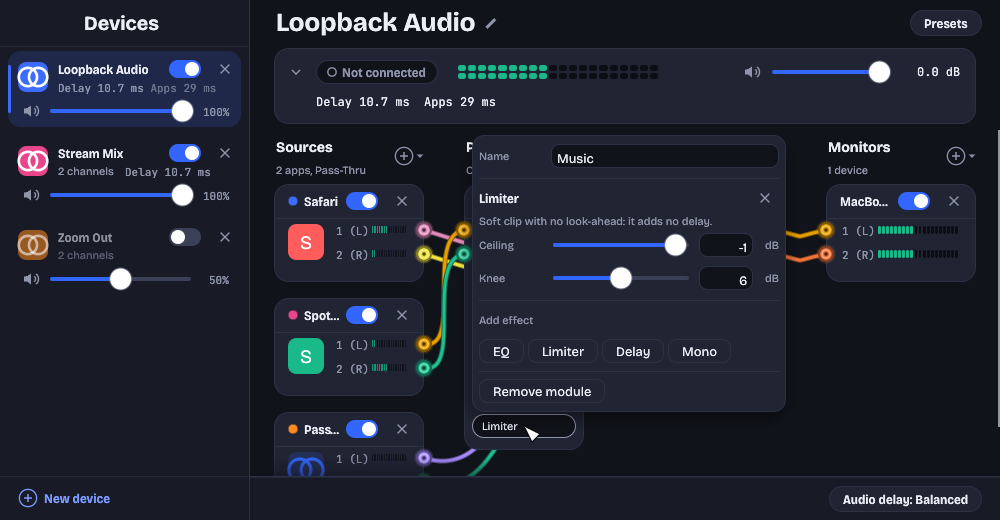 Devices
Loopback Audio
Delay 10.7 ms Apps 29 ms
100%
Stream Mix
2 channels Delay 10.7 ms
100%
Zoom Out
2 channels
50%
New device
Loopback Audio
Presets
Not connected
0.0 dB
Delay 10.7 ms Apps 29 ms
Sources
2 apps, Pass-Thru
Safari
S
1 (L)
2 (R)
Spot...
S
1 (L)
2 (R)
Pass...
1 (L)
Name
Music
Limiter
Soft clip with no look-ahead: it adds no delay.
Ceiling
-1
dB
Knee
6
dB
Add effect
EQ
Limiter
Delay
Mono
Remove module
Limiter
Monitors
1 device
MacBo...
1 (L)
2 (R)
Audio delay: Balanced